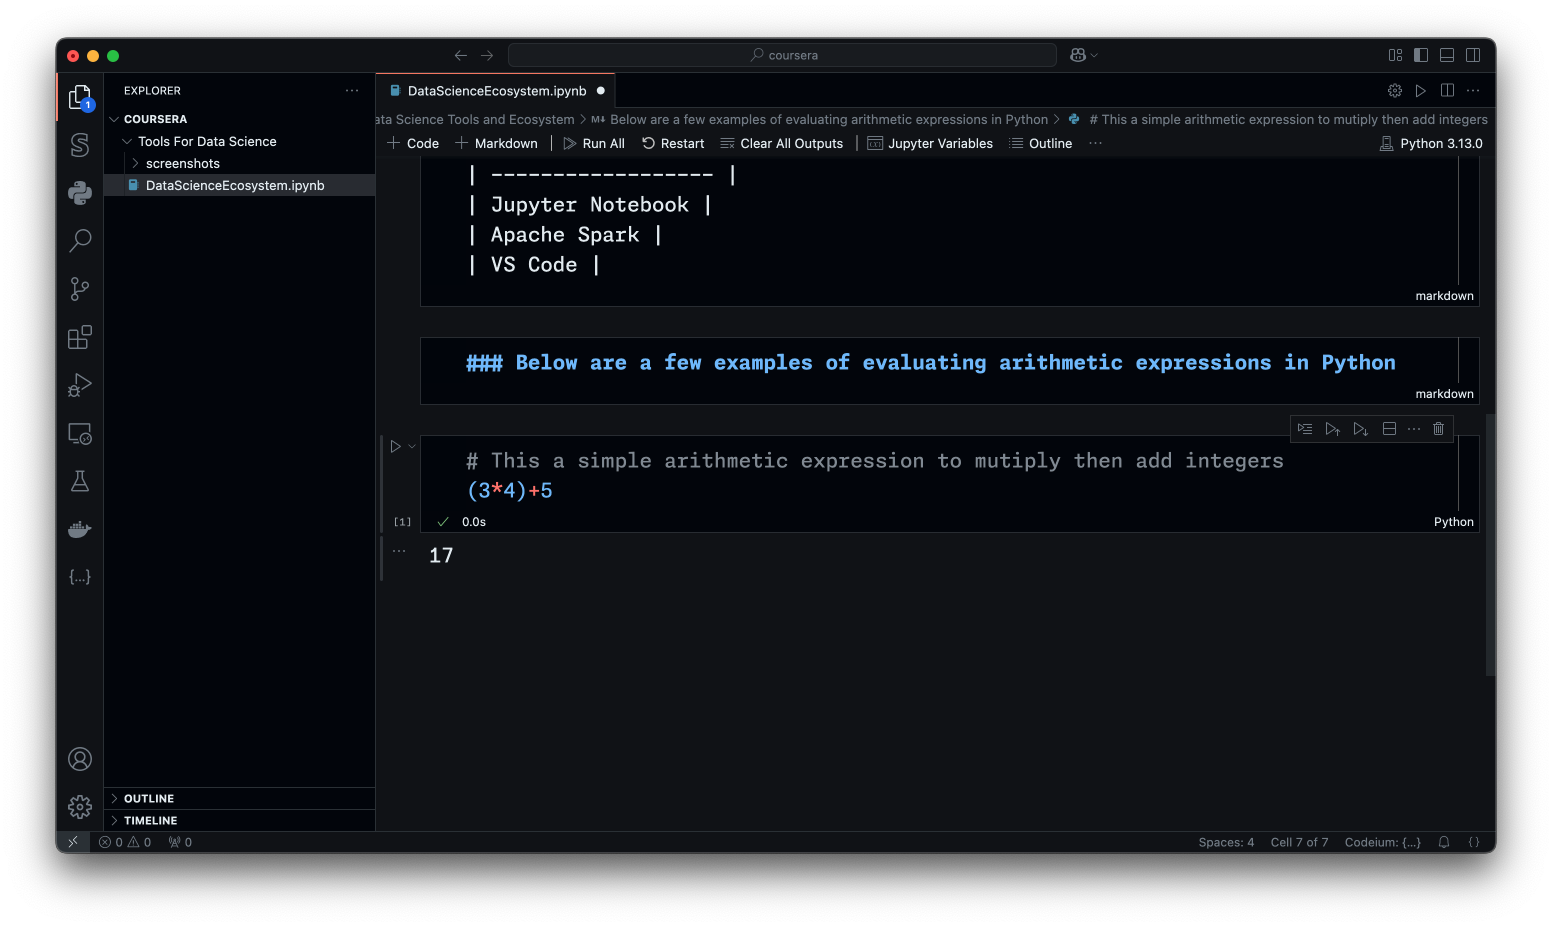 coursera
EXPLORER
DataScienceEcosystem.ipynb
1
COURSERA
Tools For Data Science
screenshots
DataScienceEcosystem.ipynb
ata Science Tools and Ecosystem > M↓ Below are a few examples of evaluating arithmetic expressions in Python > # This a simple arithmetic expression to mutiply then add integers
+ Code + Markdown | Run All Restart Clear All Outputs | Jupyter Variables Outline ... Python 3.13.0
| ------------------ |
| Jupyter Notebook |
| Apache Spark |
| VS Code |
markdown
### Below are a few examples of evaluating arithmetic expressions in Python
markdown
# This a simple arithmetic expression to mutiply then add integers
(3*4)+5
[1] ✓ 0.0s Python
17
{...}
OUTLINE
TIMELINE
0 0 0 Spaces: 4 Cell 7 of 7 Codeium: {...} {}